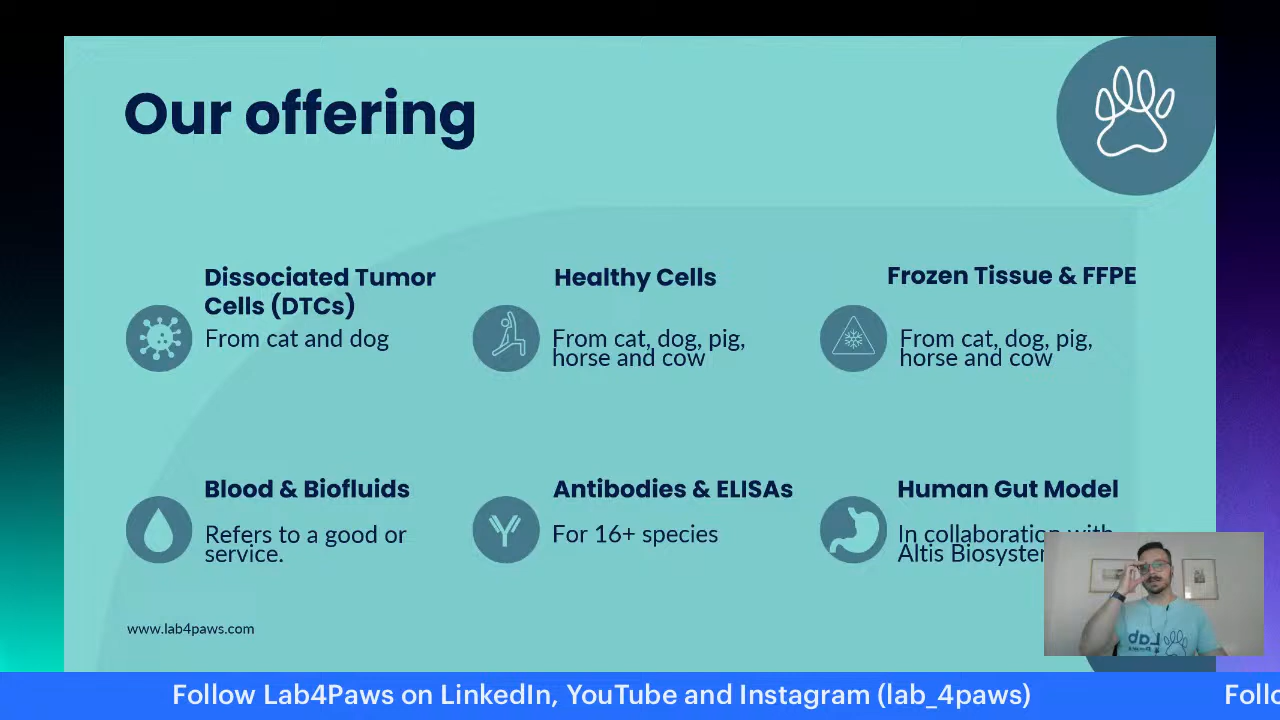 Our offering
Dissociated Tumor
Cells (DTCs)
From cat and dog
Healthy Cells
From cat, dog, pig,
horse and cow
Frozen Tissue & FFPE
From cat, dog, pig,
horse and cow
Blood & Biofluids
Refers to a good or
service.
Antibodies & ELISAs
For 16+ species
Human Gut Model
In collaboration with
Altis
www.lab4paws.com
Lab
Follow Lab4Paws on LinkedIn, YouTube and Instagram (lab_4paws)